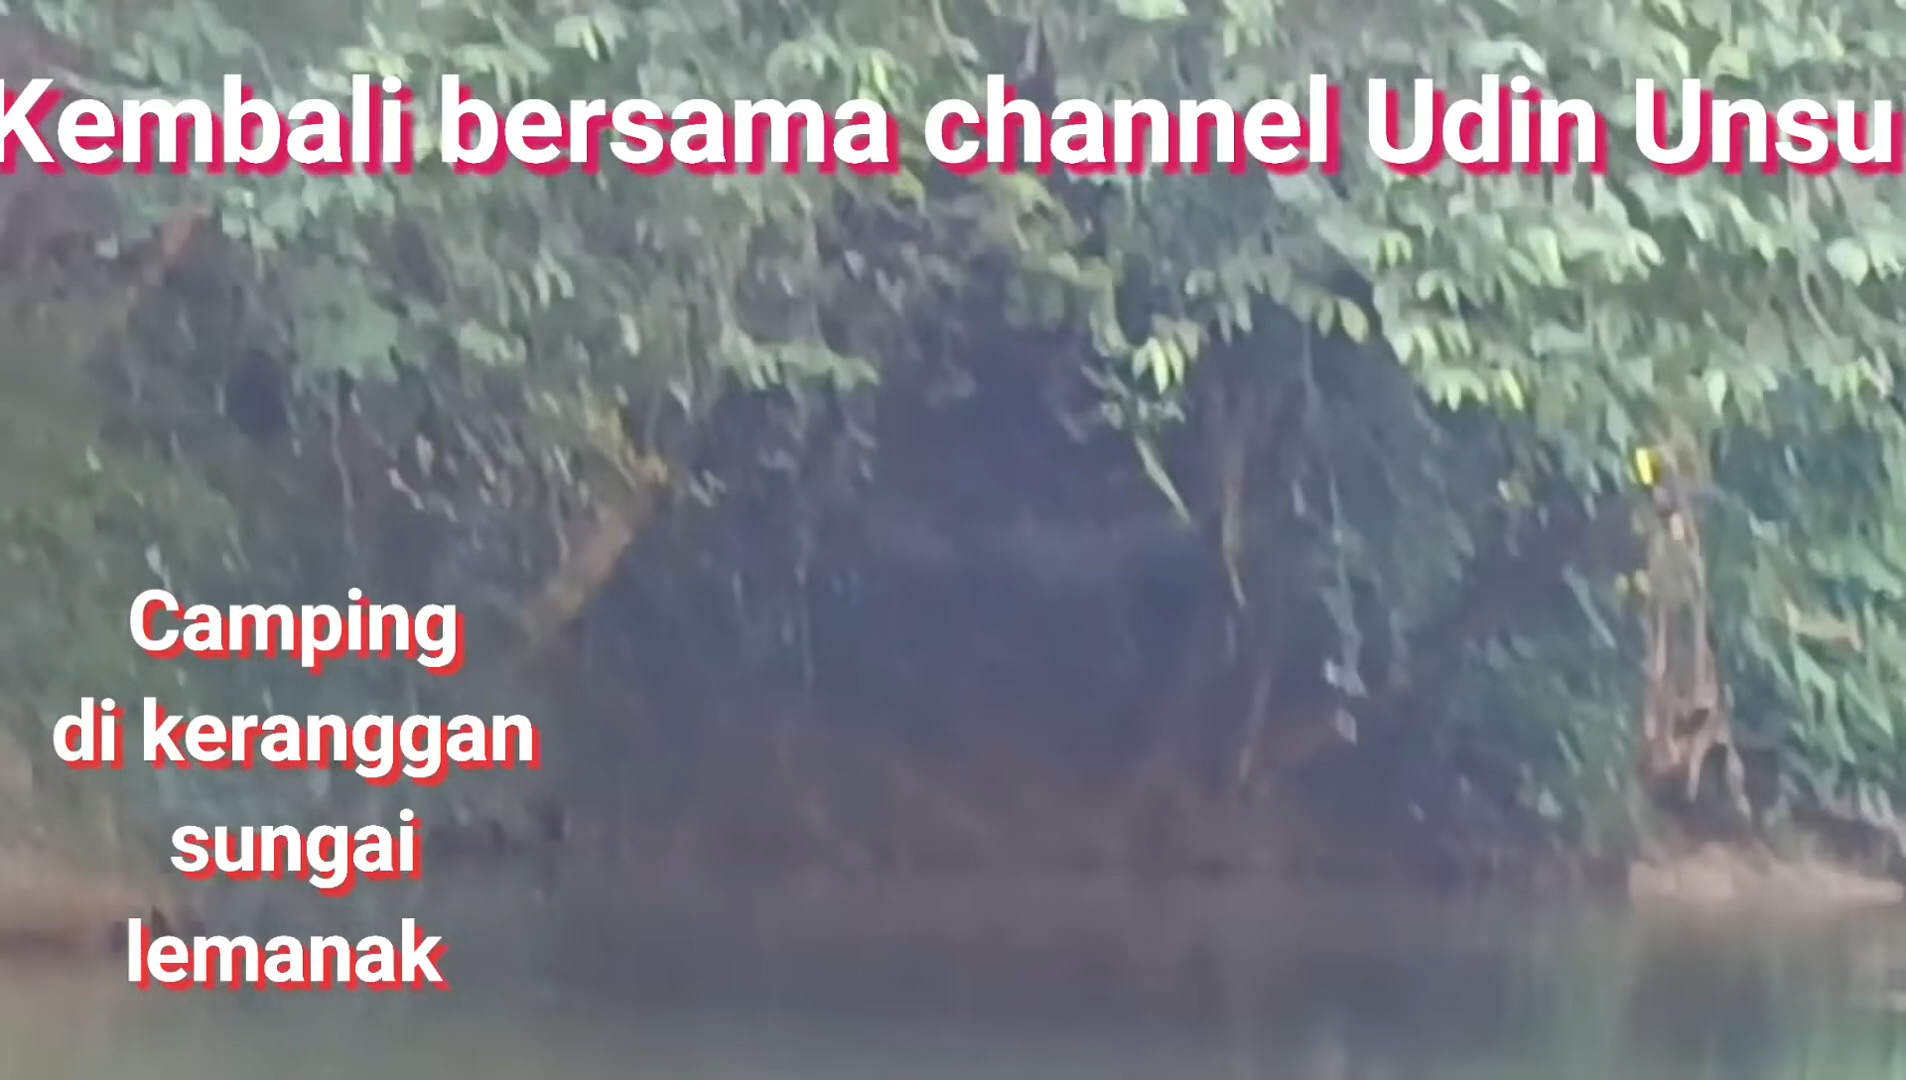 Kembali bersama channel Udin Unsu
Camping
di keranggan
sungai
lemanak